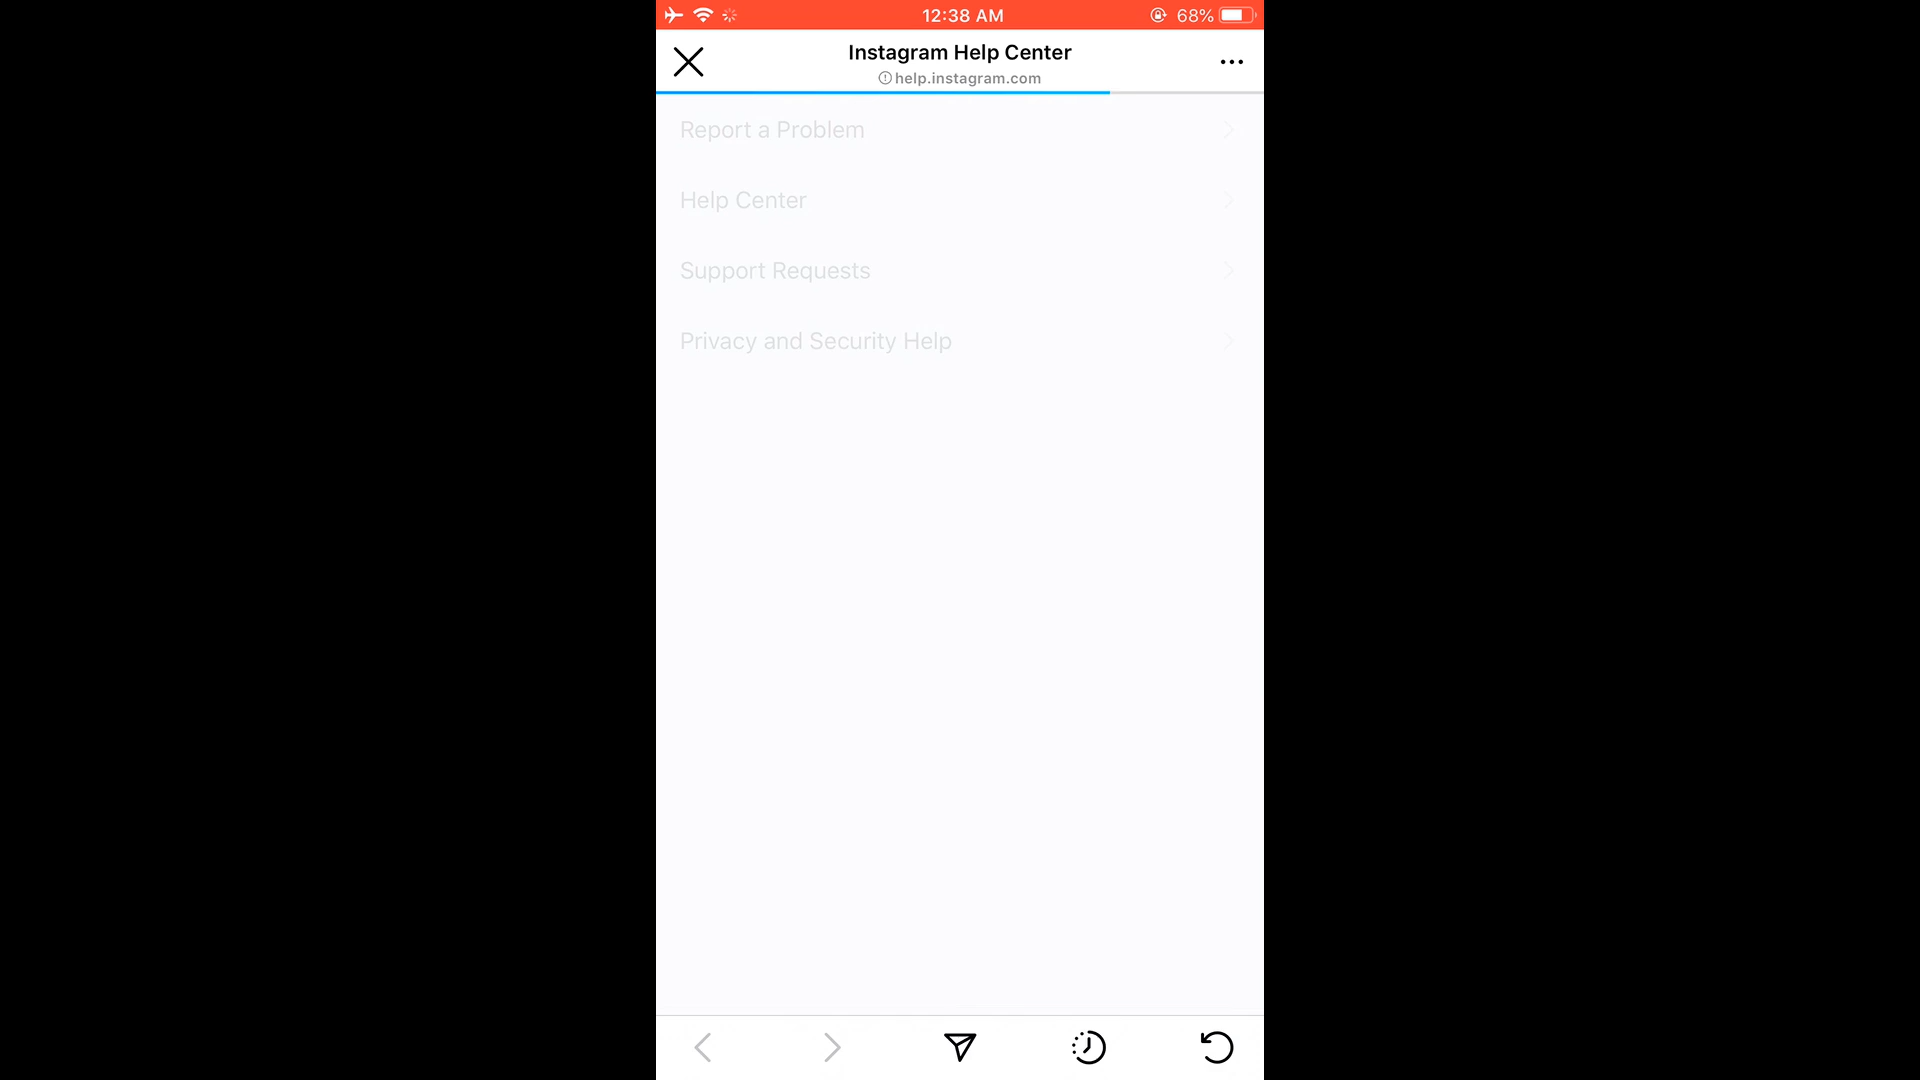 12:38 AM
68%
Instagram Help Center
help.instagram.com
Report a Problem
Help Center
Support Requests
Privacy and Security Help